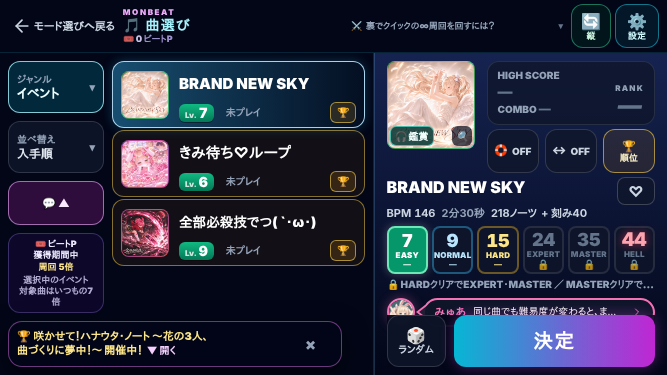 モード選びへ戻る
MONBEAT
🎵 曲選び
🎟 0 ビートP
⚔ 裏でクイックの∞周回を回すには?
▼
縦
設定
ジャンル
イベント
▼
並べ替え
入手順
▼
💬 ▲
🎟 ビートP
獲得期間中
周回 5倍
選択中のイベント
対象曲はいつもの7
倍
BRAND NEW SKY
Lv. 7
未プレイ
きみ待ち♡ループ
Lv. 6
未プレイ
全部必殺技でつ(`･ω･)
Lv. 9
未プレイ
🏆 咲かせて!ハナウタ・ノート 〜花の3人、
曲づくりに夢中!〜 開催中! ▼ 開く
✖
🎧 鑑賞
HIGH SCORE
—
COMBO —
RANK
—
OFF
↔ OFF
順位
BRAND NEW SKY
♡
BPM 146 2分30秒 218ノーツ + 刻み40
7
EASY
—
9
NORMAL
—
15
HARD
—
24
EXPERT
35
MASTER
44
HELL
🔒HARDクリアでEXPERT･MASTER ／ MASTERクリアで…
みゅあ 同じ曲でも難易度が変わると、ま…
ランダム
決定